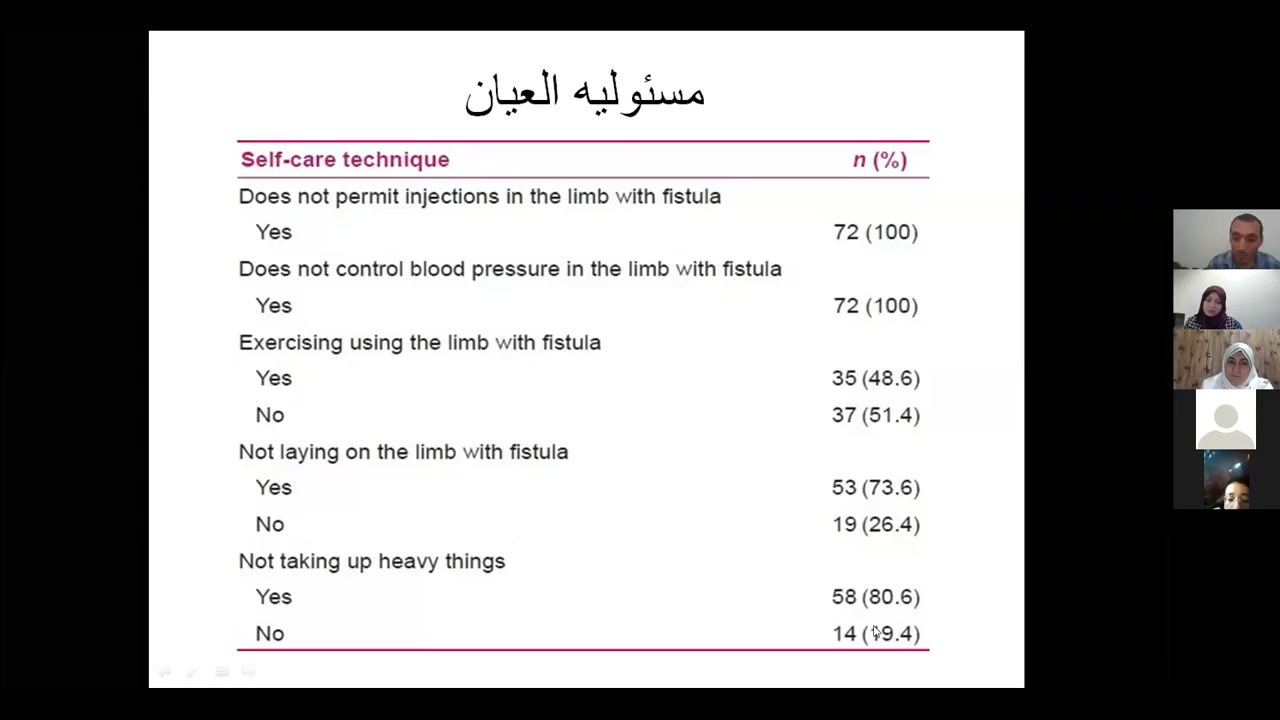 مسئوليه العيان
Self-care technique n (%)
Does not permit injections in the limb with fistula
Yes 72 (100)
Does not control blood pressure in the limb with fistula
Yes 72 (100)
Exercising using the limb with fistula
Yes 35 (48.6)
No 37 (51.4)
Not laying on the limb with fistula
Yes 53 (73.6)
No 19 (26.4)
Not taking up heavy things
Yes 58 (80.6)
No 14 (19.4)